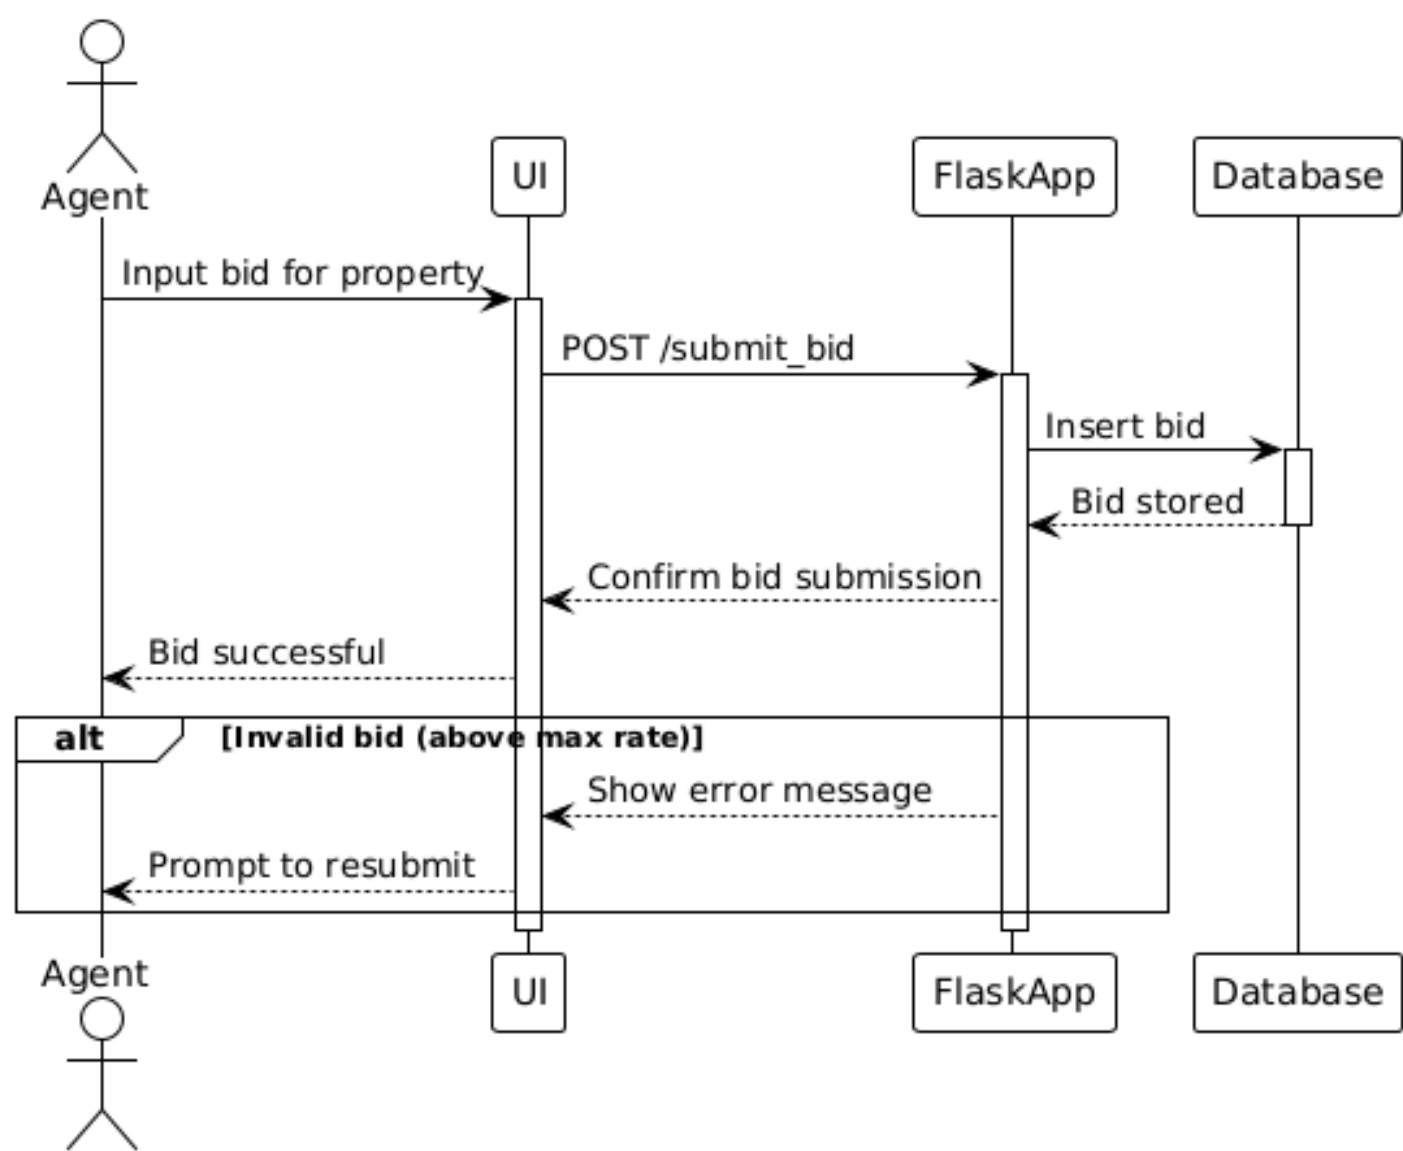 Agent
UI
FlaskApp
Database
Input bid for property
POST /submit_bid
Insert bid
Bid stored
Confirm bid submission
Bid successful
alt [Invalid bid (above max rate)]
Show error message
Prompt to resubmit
Agent
UI
FlaskApp
Database